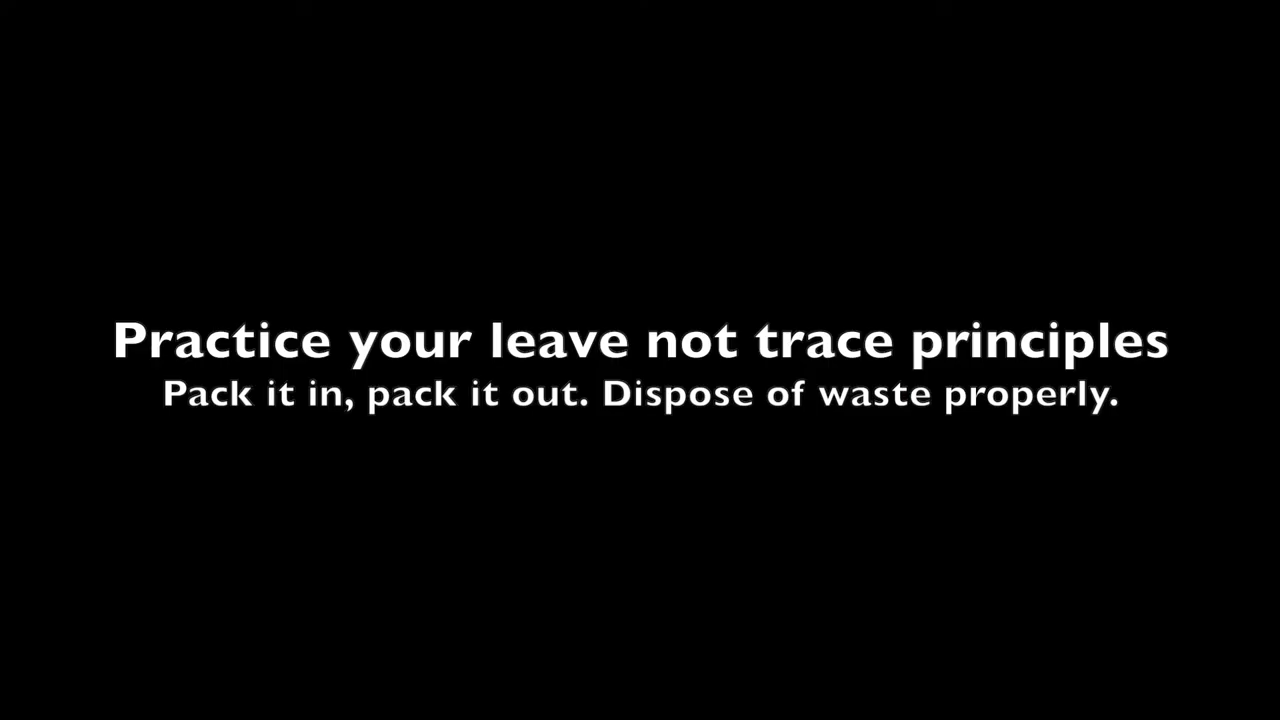 Practice your leave not trace principles
Pack it in, pack it out. Dispose of waste properly.